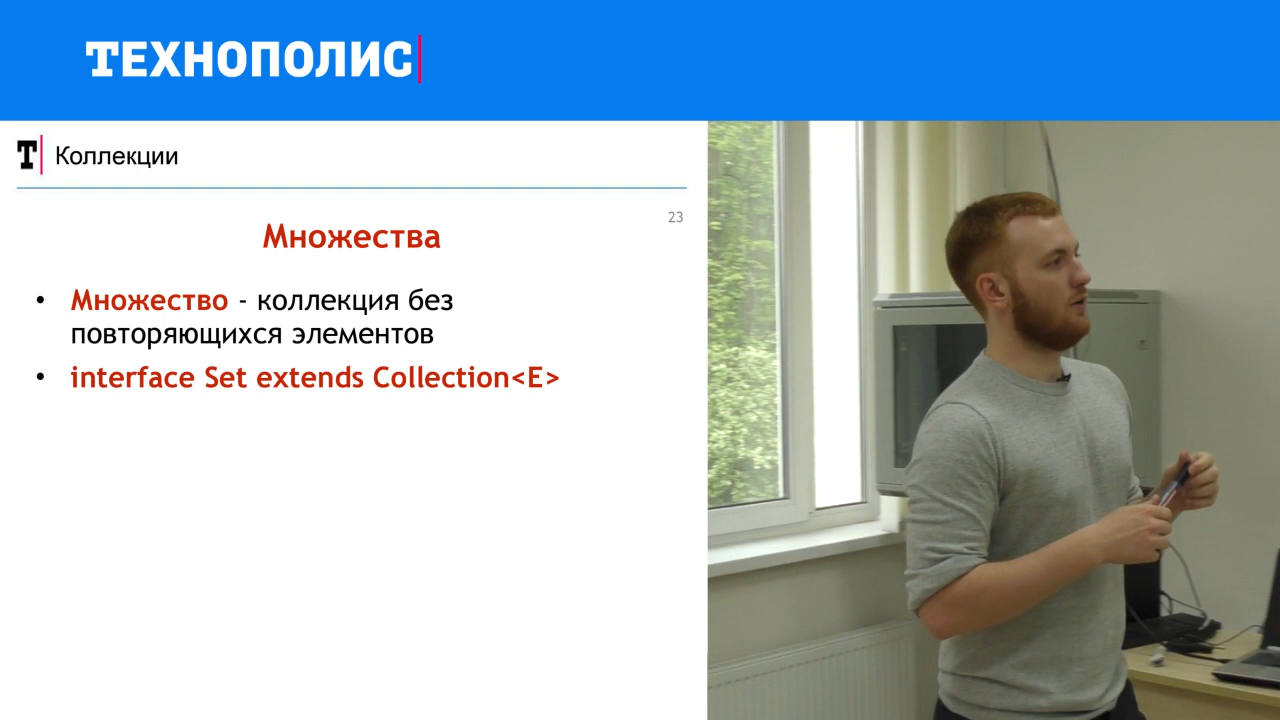 ТЕХНОПОЛИС
Т Коллекции
23
Множества
• Множество - коллекция без
повторяющихся элементов
• interface Set extends Collection<E>